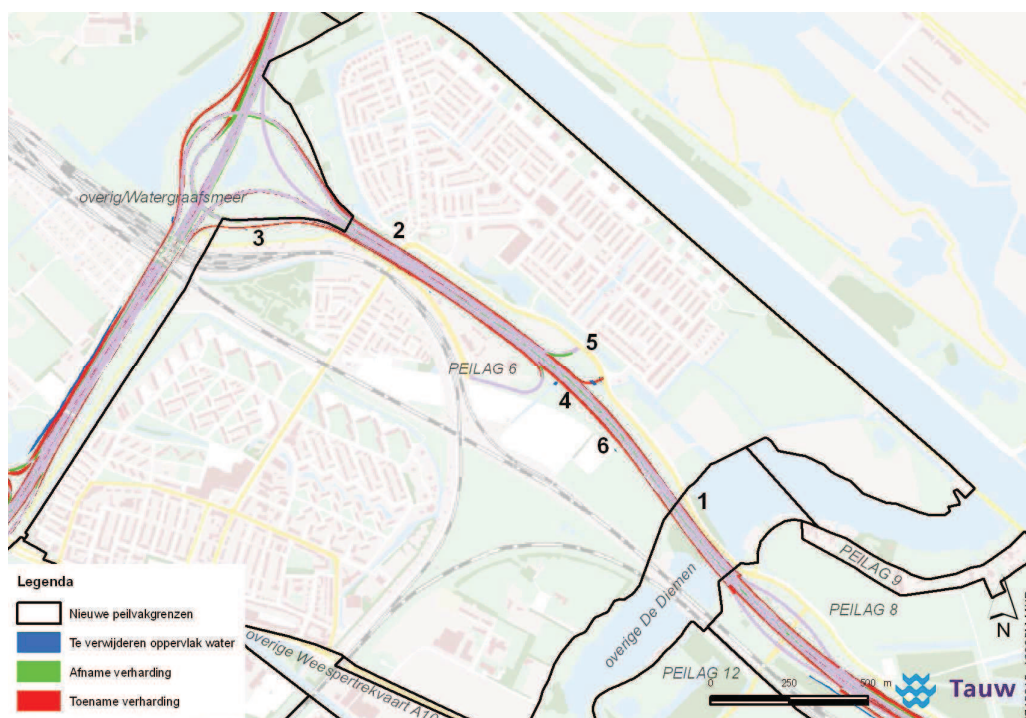 overig/Watergraafsmeer
2
3
5
PEILAG 6
4
6
1
PEILAG 9
overige De Diemen
PEILAG 8
PEILAG 12
overige Weespertrekvaart A10
N
0 250 500 m
Tauw
Legenda
Nieuwe peilvakgrenzen
Te verwijderen oppervlak water
Afname verharding
Toename verharding